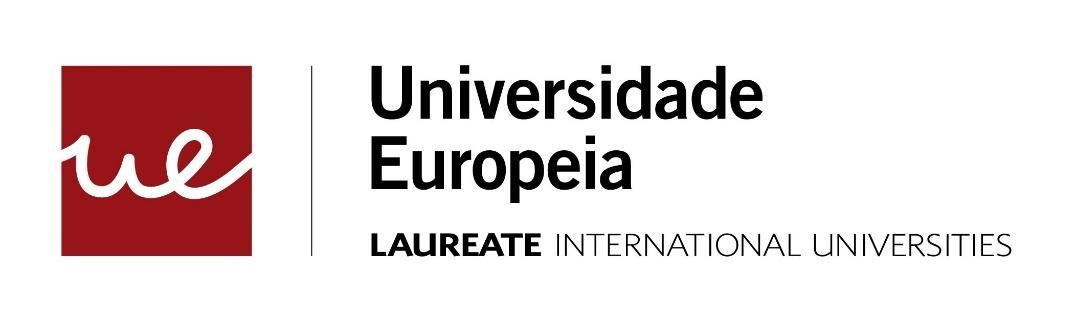 ue
Universidade
Europeia
LAUREATE INTERNATIONAL UNIVERSITIES